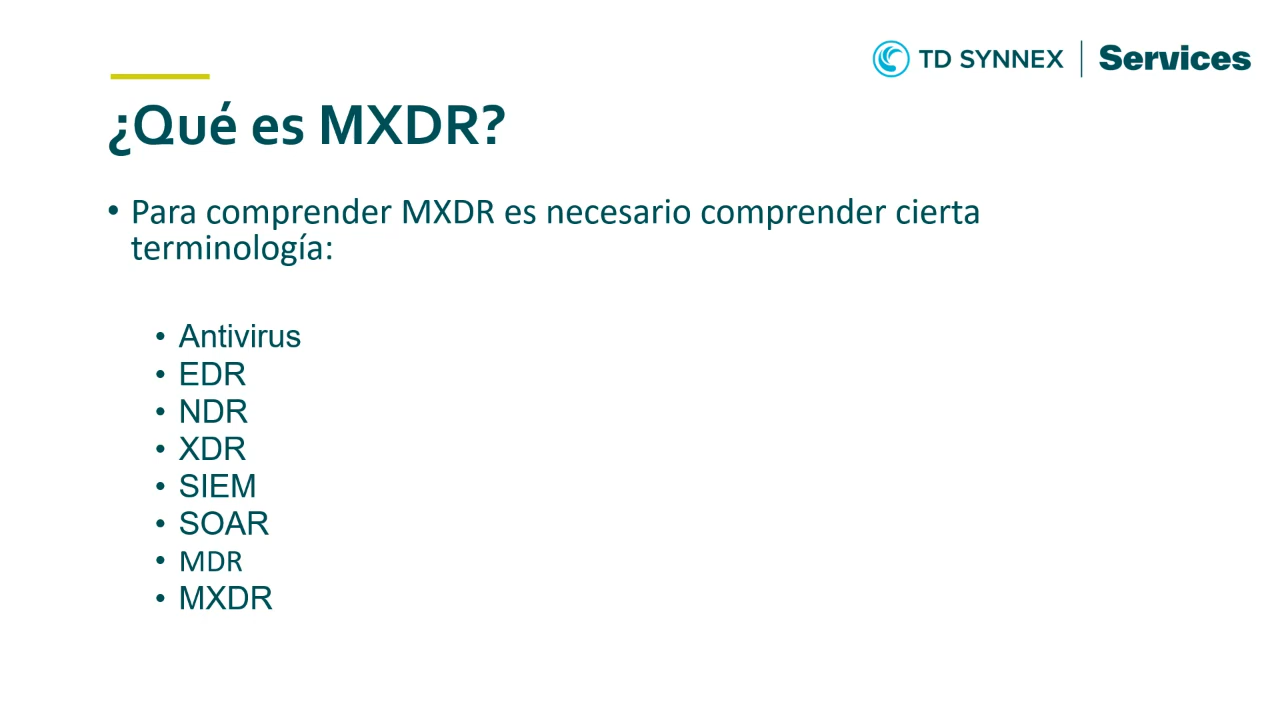 TD SYNNEX | Services
¿Qué es MXDR?
• Para comprender MXDR es necesario comprender cierta
terminología:
• Antivirus
• EDR
• NDR
• XDR
• SIEM
• SOAR
• MDR
• MXDR